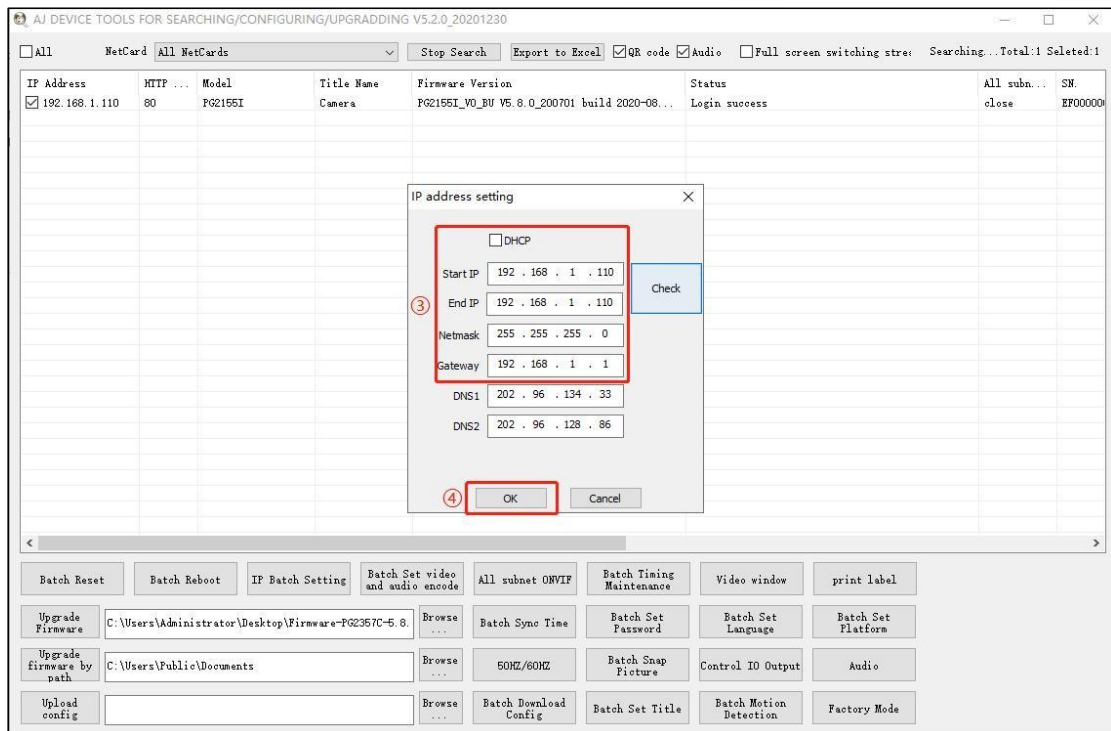 AJ DEVICE TOOLS FOR SEARCHING/CONFIGURING/UPGRADDING V5.2.0_20201230
All NetCard All NetCards Stop Search Export to Excel QR code Audio Full screen switching stre: Searching...Total:1 Seleted:1
IP Address HTTP ... Model Title Name Firmware Version Status All subn... SN.
192.168.1.110 80 PG2155I Camera PG2155I_VO_BU V5.8.0_200701 build 2020-08... Login success close EF00000
IP address setting
DHCP
Start IP 192 . 168 . 1 . 110
Check
③ End IP 192 . 168 . 1 . 110
Netmask 255 . 255 . 255 . 0
Gateway 192 . 168 . 1 . 1
DNS1 202 . 96 . 134 . 33
DNS2 202 . 96 . 128 . 86
④ OK Cancel
Batch Reset Batch Reboot IP Batch Setting Batch Set video and audio encode All subnet ONVIF Batch Timing Maintenance Video window print label
Upgrade Firmware C:\Users\Administrator\Desktop\Firmware-PG2357C-5.8. Browse ... Batch Sync Time Batch Set Password Batch Set Language Batch Set Platform
Upgrade firmware by path C:\Users\Public\Documents Browse ... 50HZ/60HZ Batch Snap Picture Control IO Output Audio
Upload config Browse ... Batch Download Config Batch Set Title Batch Motion Detection Factory Mode